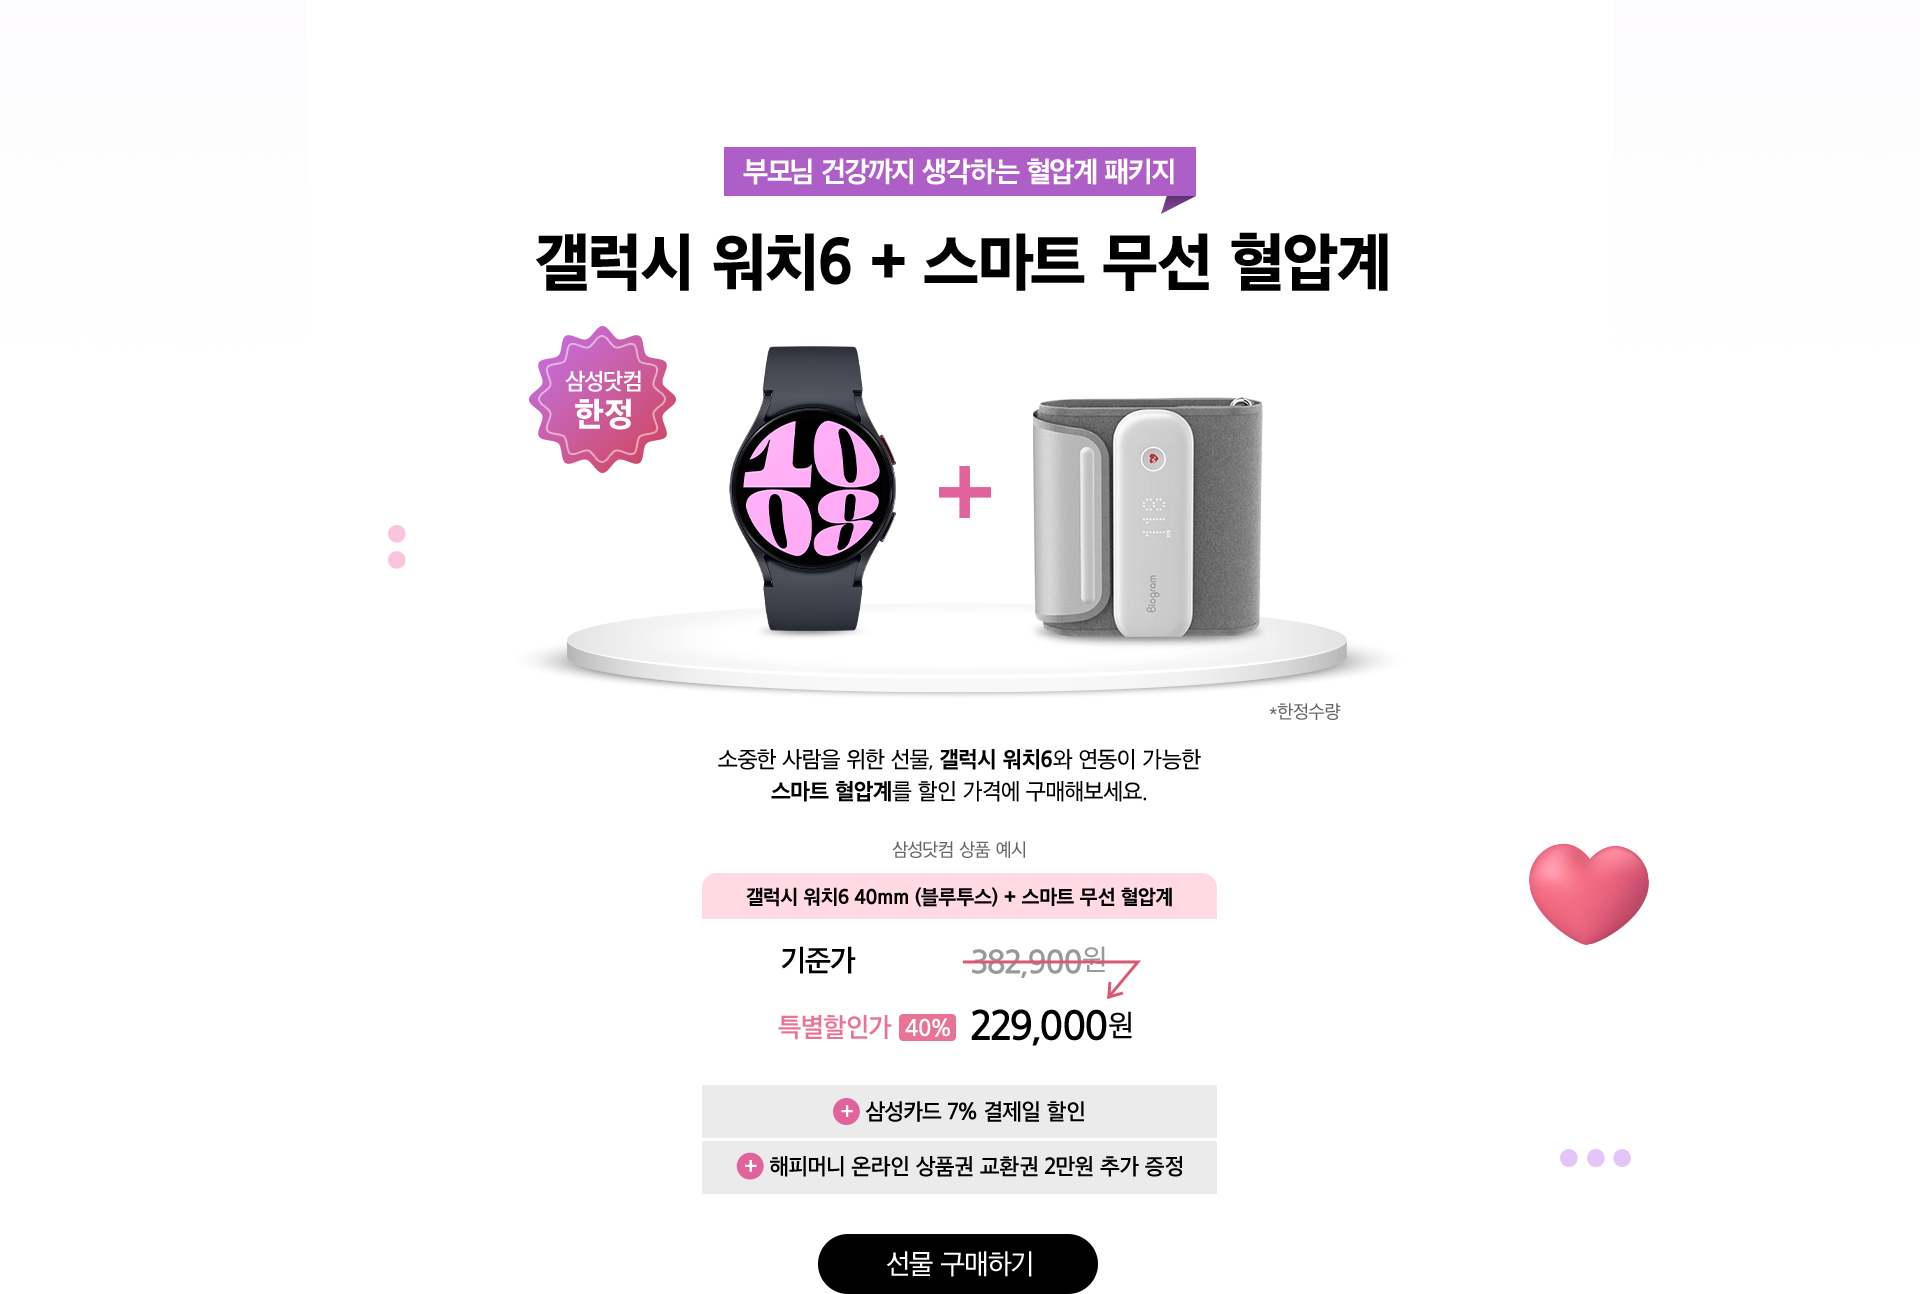 부모님 건강까지 생각하는 혈압계 패키지
갤럭시 워치6 + 스마트 무선 혈압계
삼성닷컴
한정
10
08
+
118
Biogram
*한정수량
소중한 사람을 위한 선물, 갤럭시 워치6와 연동이 가능한
스마트 혈압계를 할인 가격에 구매해보세요.
삼성닷컴 상품 예시
갤럭시 워치6 40mm (블루투스) + 스마트 무선 혈압계
기준가 382,900원
특별할인가 40% 229,000원
+ 삼성카드 7% 결제일 할인
+ 해피머니 온라인 상품권 교환권 2만원 추가 증정
선물 구매하기